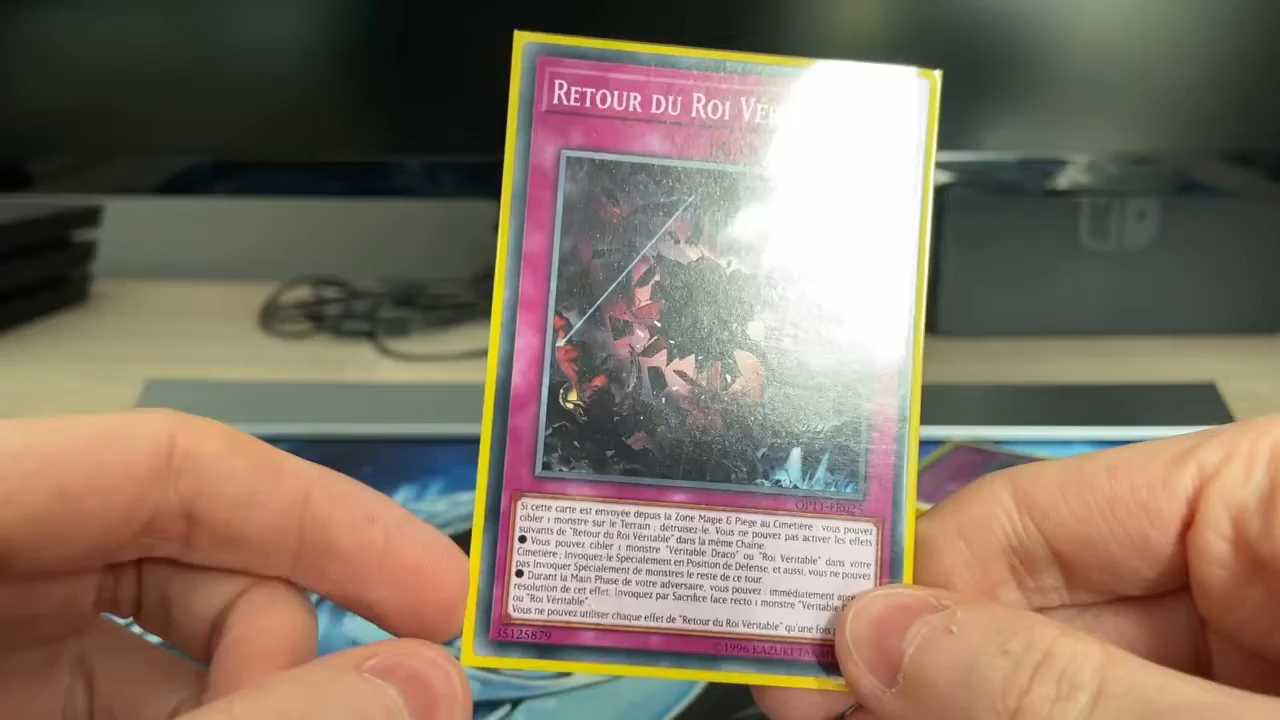 RETOUR DU ROI
OP11-FR025
Si cette carte est envoyée depuis la Zone Magie & Piège au Cimetière : vous pouvez
cibler 1 monstre sur le Terrain ; détruisez-le. Vous ne pouvez pas activer les effets
suivants de "Retour du Roi Véritable" dans la même Chaîne.
● Vous pouvez cibler 1 monstre "Véritable Draco" ou "Roi Véritable" dans votre
Cimetière ; Invoquez-le Spécialement en Position de Défense, et aussi, vous ne pouvez
pas Invoquer Spécialement de monstres le reste de ce tour.
● Durant la Main Phase de votre adversaire, vous pouvez : immédiatement
résolution de cet effet, Invoquez par Sacrifice face recto 1 monstre "Véritable
ou "Roi Véritable".
Vous ne pouvez utiliser chaque effet de "Retour du Roi Véritable" qu'une fois
35125879
©1996 KAZUKI